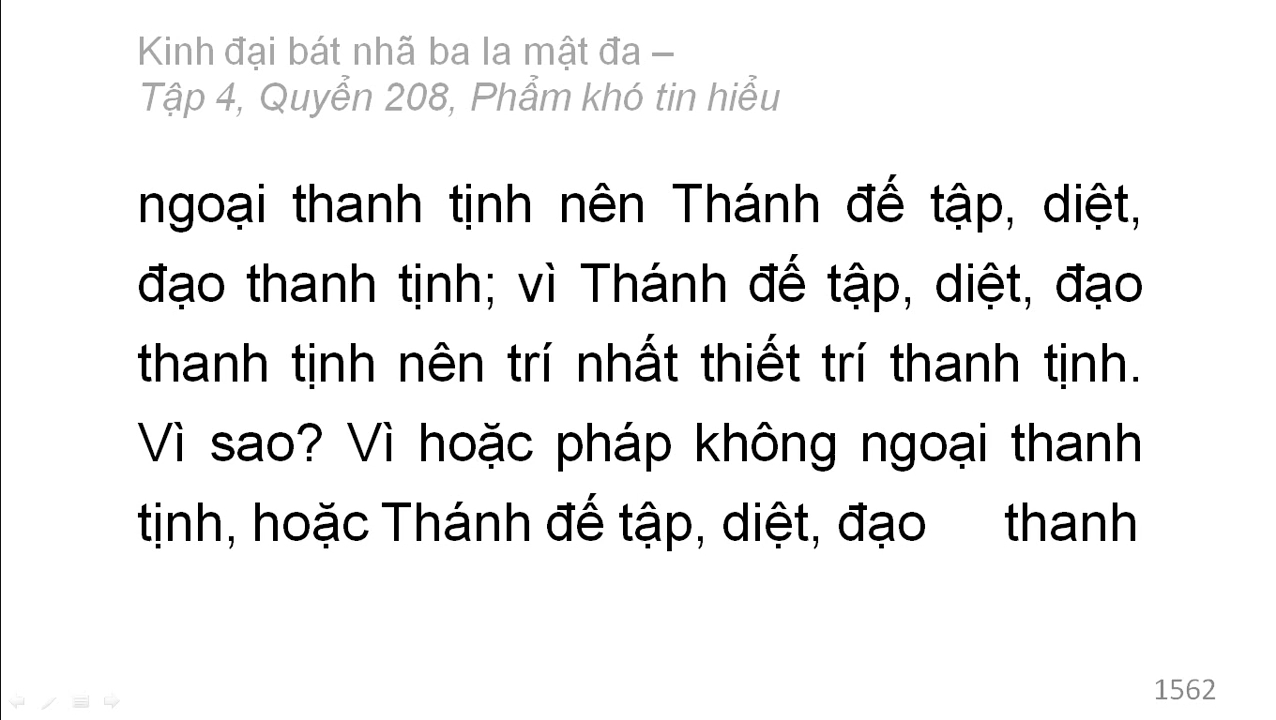 Kinh đại bát nhã ba la mật đa –
Tập 4, Quyển 208, Phẩm khó tin hiểu
ngoại thanh tịnh nên Thánh đế tập, diệt,
đạo thanh tịnh; vì Thánh đế tập, diệt, đạo
thanh tịnh nên trí nhất thiết trí thanh tịnh.
Vì sao? Vì hoặc pháp không ngoại thanh
tịnh, hoặc Thánh đế tập, diệt, đạo thanh
1562